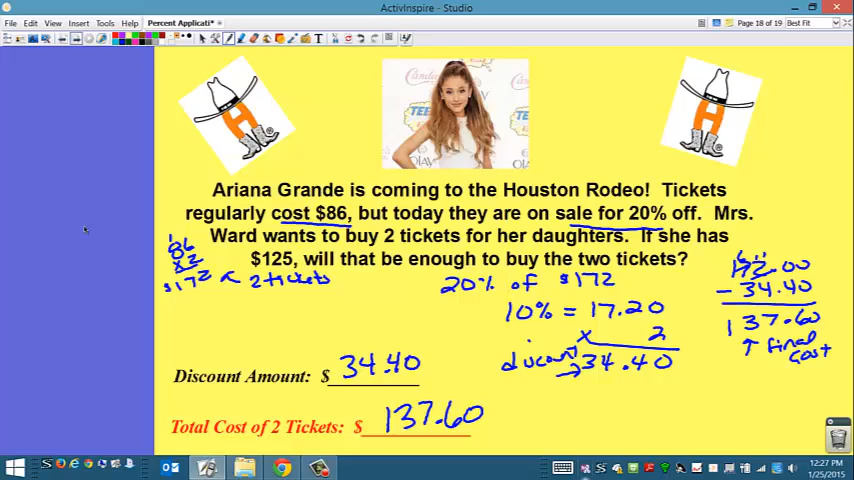 ActivInspire - Studio
File Edit View Insert Tools Help
Percent Applicati*
Page 18 of 19
Best Fit
TEEN
OLAY
OLAY
H
H
Ariana Grande is coming to the Houston Rodeo! Tickets
regularly cost $86, but today they are on sale for 20% off. Mrs.
Ward wants to buy 2 tickets for her daughters. If she has
$125, will that be enough to buy the two tickets?
86
x2
$172 < 2 tickets
20% of $172
10% = 17.20
x 2
discount → 34.40
172.00
- 34.40
137.60
↑ final
cost
Discount Amount: $ 34.40
Total Cost of 2 Tickets: $ 137.60
12:27 PM
1/25/2015